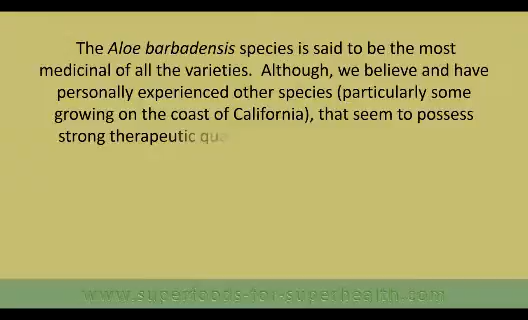 The Aloe barbadensis species is said to be the most
medicinal of all the varieties. Although, we believe and have
personally experienced other species (particularly some
growing on the coast of California), that seem to possess
strong therapeutic qua
www.superfoods-for-superhealth.com